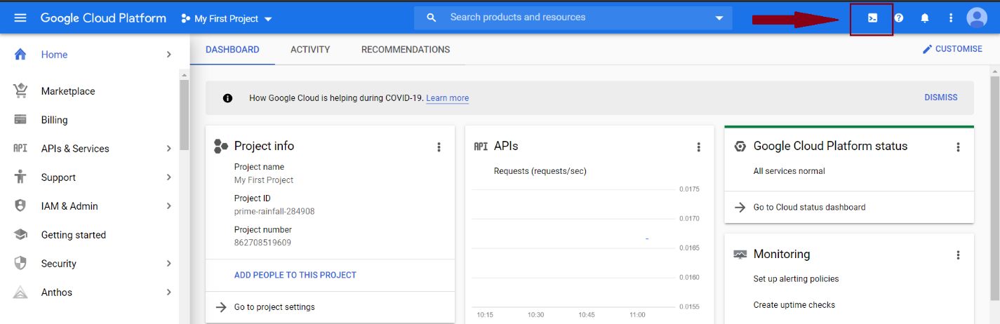 Google Cloud Platform
My First Project
Search products and resources
Home
Marketplace
Billing
API APIs & Services
Support
IAM & Admin
Getting started
Security
Anthos
DASHBOARD ACTIVITY RECOMMENDATIONS
CUSTOMISE
How Google Cloud is helping during COVID-19. Learn more
DISMISS
Project info
Project name
My First Project
Project ID
prime-rainfall-284908
Project number
862708519609
ADD PEOPLE TO THIS PROJECT
Go to project settings
API APIs
Requests (requests/sec)
0.0175
0.0170
0.0165
0.0160
0.0155
10:15 10:30 10:45 11:00
Google Cloud Platform status
All services normal
Go to Cloud status dashboard
Monitoring
Set up alerting policies
Create uptime checks